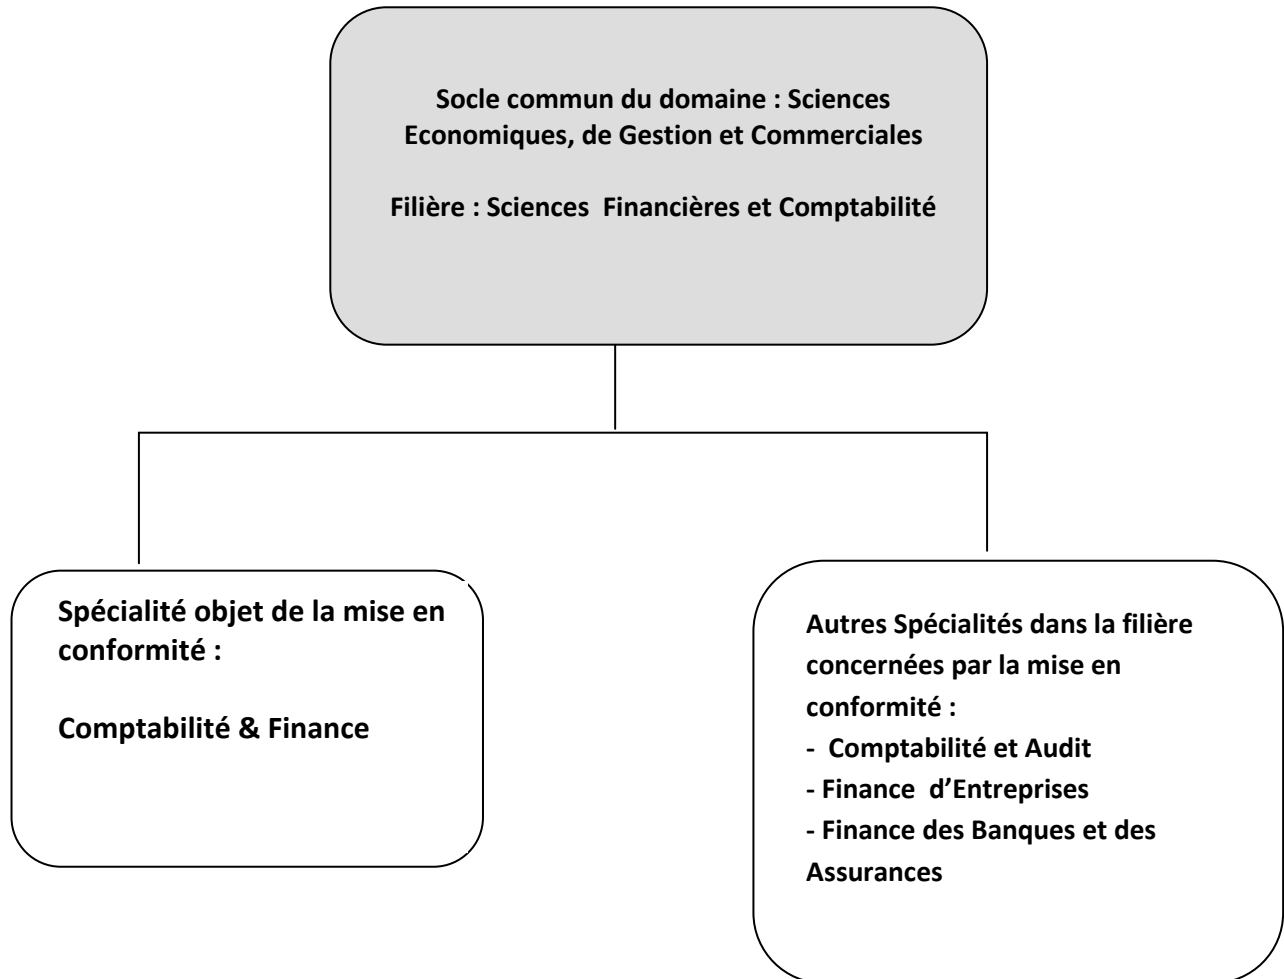 Socle commun du domaine : Sciences
Economiques, de Gestion et Commerciales
Filière : Sciences  Financières et Comptabilité
Spécialité objet de la mise en
conformité :
Comptabilité & Finance
Autres Spécialités dans la filière
concernées par la mise en
conformité :
-  Comptabilité et Audit
- Finance  d’Entreprises
- Finance des Banques et des
Assurances